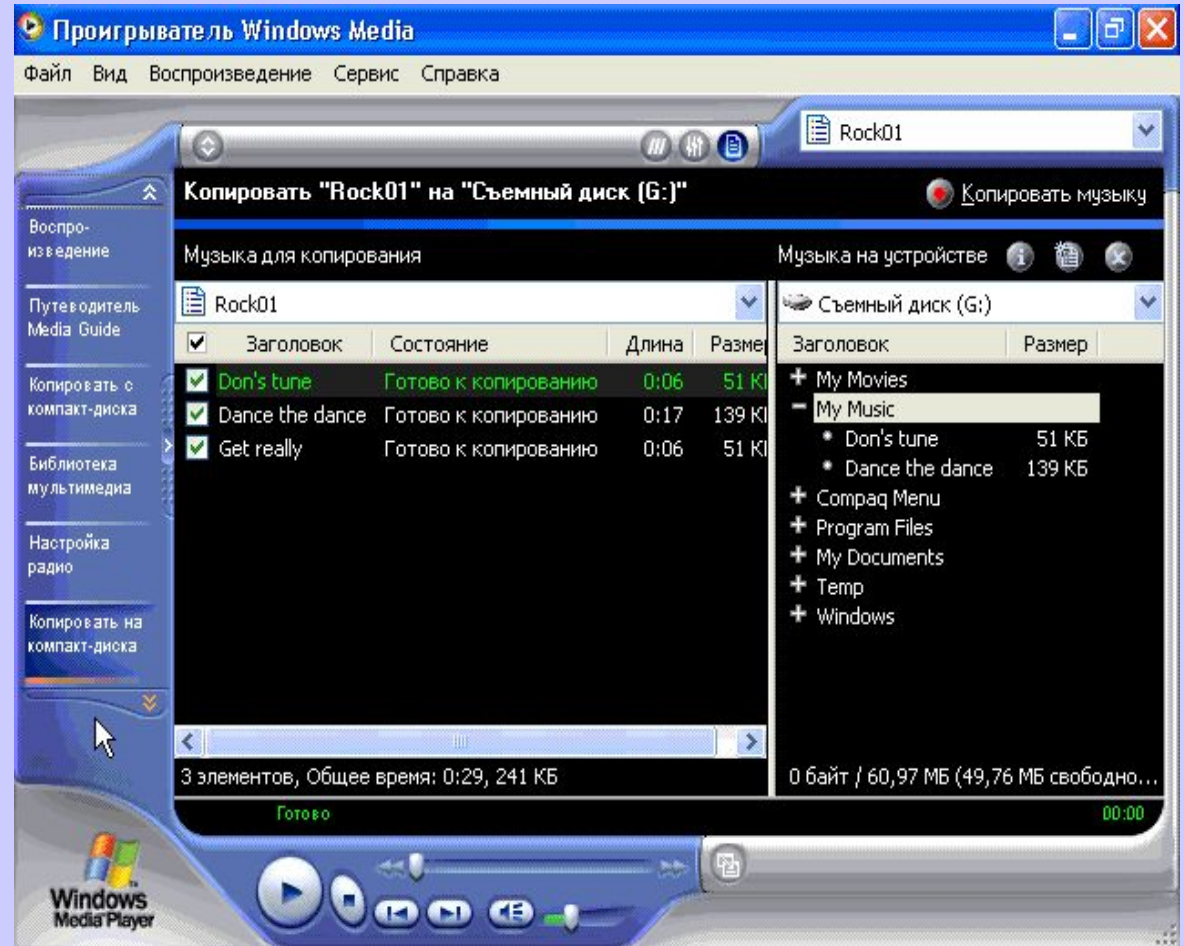 Проигрыватель Windows Media
Файл Вид Воспроизведение Сервис Справка
Rock01
Копировать "Rock01" на "Съемный диск (G:)"
Копировать музыку
Воспро-
изведение
Путеводитель
Media Guide
Копировать с
компакт-диска
Библиотека
мультимедиа
Настройка
радио
Копировать на
компакт-диска
Музыка для копирования
Rock01
Заголовок Состояние Длина Размер
Don's tune Готово к копированию 0:06 51 К
Dance the dance Готово к копированию 0:17 139 К
Get really Готово к копированию 0:06 51 К
3 элементов, Общее время: 0:29, 241 КБ
Музыка на устройстве
Съемный диск (G:)
Заголовок Размер
My Movies
My Music
Don's tune 51 КБ
Dance the dance 139 КБ
Compaq Menu
Program Files
My Documents
Temp
Windows
0 байт / 60,97 МБ (49,76 МБ свободно...
Готово 00:00
Windows
Media Player